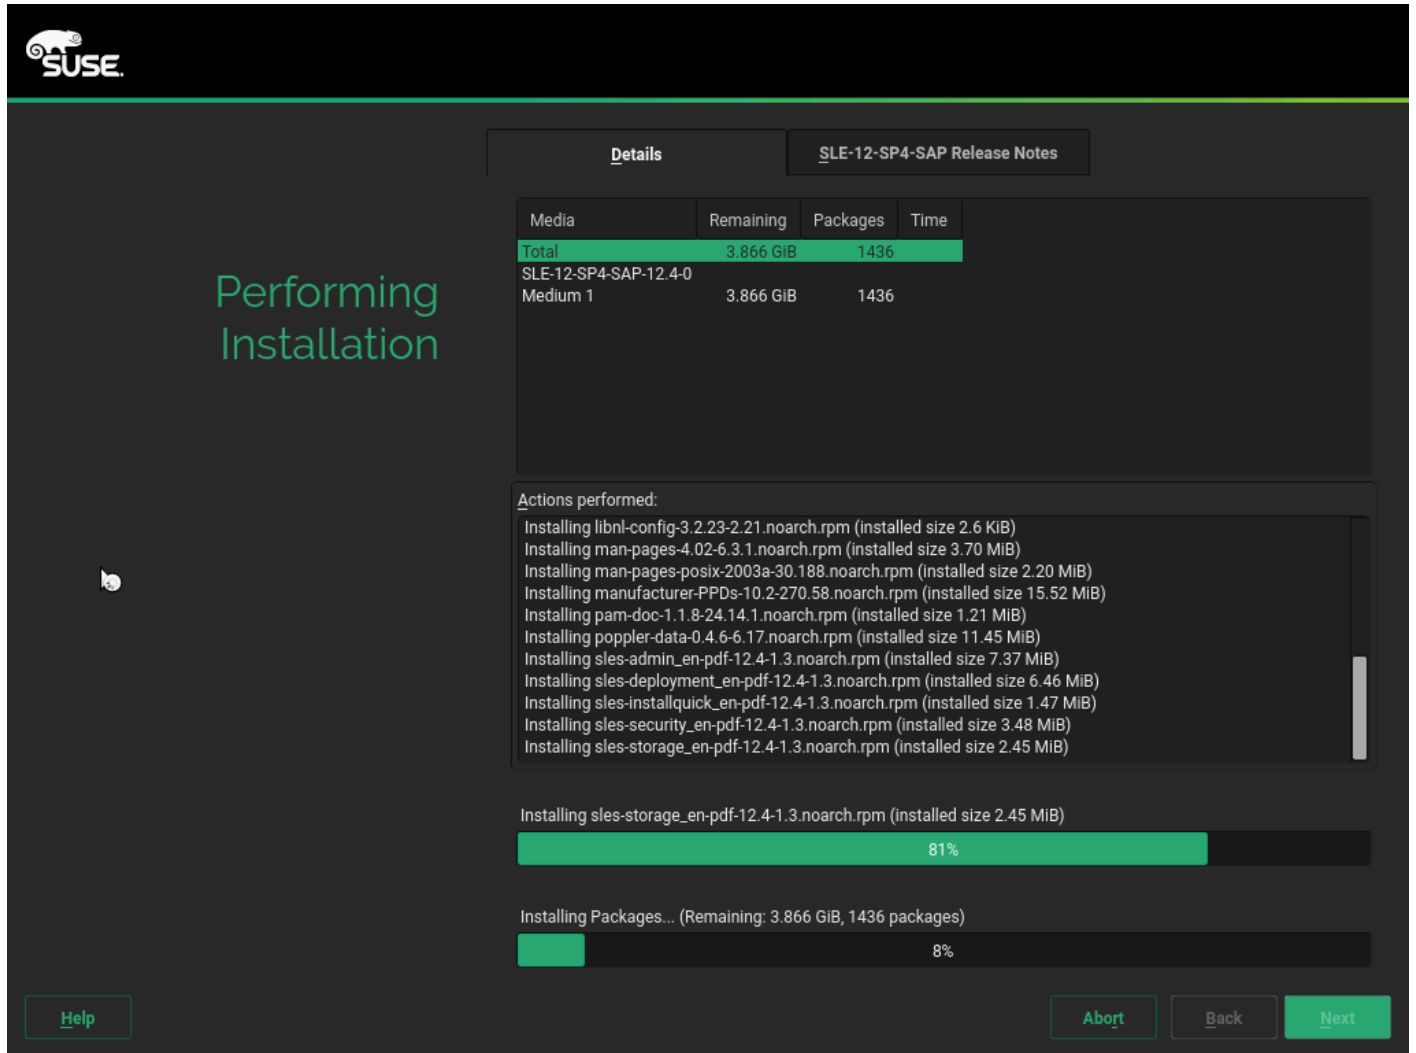 SUSE.
Details
SLE-12-SP4-SAP Release Notes
Performing
Installation
Media Remaining Packages Time
Total 3.866 GiB 1436
SLE-12-SP4-SAP-12.4-0
Medium 1 3.866 GiB 1436
Actions performed:
Installing libnl-config-3.2.23-2.21.noarch.rpm (installed size 2.6 KiB)
Installing man-pages-4.02-6.3.1.noarch.rpm (installed size 3.70 MiB)
Installing man-pages-posix-2003a-30.188.noarch.rpm (installed size 2.20 MiB)
Installing manufacturer-PPDs-10.2-270.58.noarch.rpm (installed size 15.52 MiB)
Installing pam-doc-1.1.8-24.14.1.noarch.rpm (installed size 1.21 MiB)
Installing poppler-data-0.4.6-6.17.noarch.rpm (installed size 11.45 MiB)
Installing sles-admin_en-pdf-12.4-1.3.noarch.rpm (installed size 7.37 MiB)
Installing sles-deployment_en-pdf-12.4-1.3.noarch.rpm (installed size 6.46 MiB)
Installing sles-installquick_en-pdf-12.4-1.3.noarch.rpm (installed size 1.47 MiB)
Installing sles-security_en-pdf-12.4-1.3.noarch.rpm (installed size 3.48 MiB)
Installing sles-storage_en-pdf-12.4-1.3.noarch.rpm (installed size 2.45 MiB)
Installing sles-storage_en-pdf-12.4-1.3.noarch.rpm (installed size 2.45 MiB)
81%
Installing Packages... (Remaining: 3.866 GiB, 1436 packages)
8%
Help
Abort
Back
Next